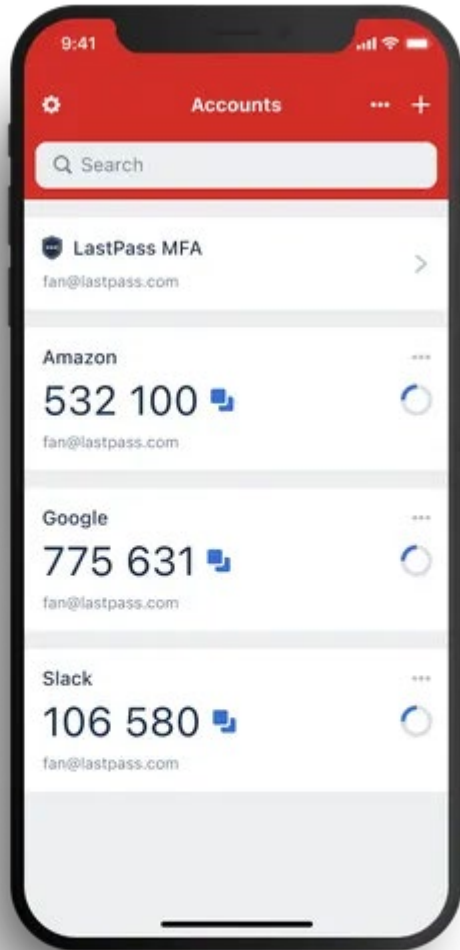 9:41
Accounts
Search
LastPass MFA
fan@lastpass.com
Amazon
532 100
fan@lastpass.com
Google
775 631
fan@lastpass.com
Slack
106 580
fan@lastpass.com